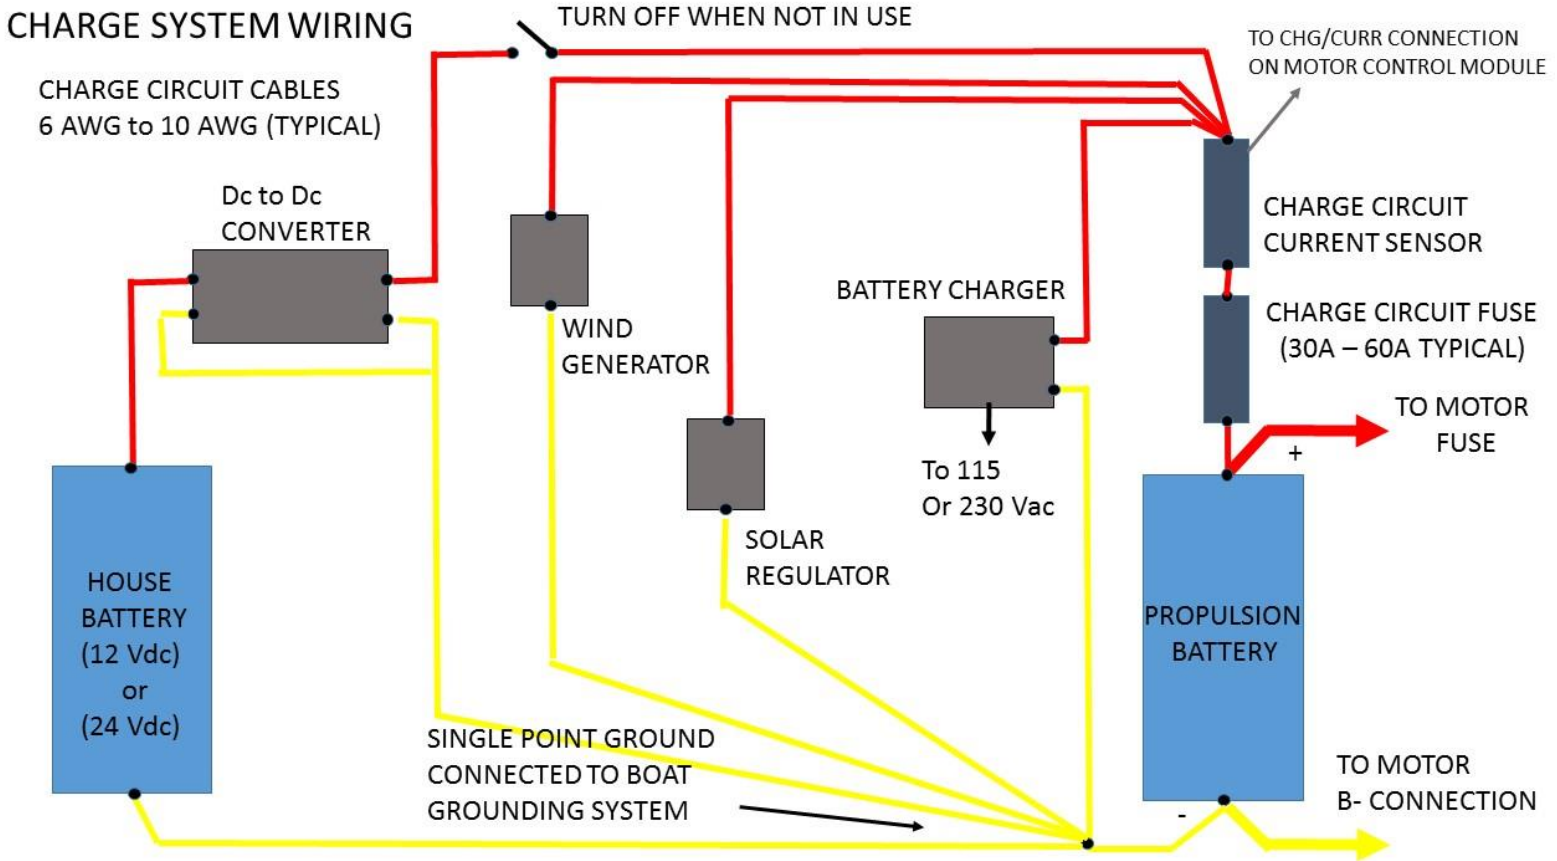 CHARGE SYSTEM WIRING
TURN OFF WHEN NOT IN USE
TO CHG/CURR CONNECTION
ON MOTOR CONTROL MODULE
CHARGE CIRCUIT CABLES
6 AWG to 10 AWG (TYPICAL)
Dc to Dc
CONVERTER
CHARGE CIRCUIT
CURRENT SENSOR
BATTERY CHARGER
WIND
GENERATOR
CHARGE CIRCUIT FUSE
(30A – 60A TYPICAL)
TO MOTOR
FUSE
+
To 115
Or 230 Vac
SOLAR
REGULATOR
HOUSE
BATTERY
(12 Vdc)
or
(24 Vdc)
PROPULSION
BATTERY
SINGLE POINT GROUND
CONNECTED TO BOAT
GROUNDING SYSTEM
TO MOTOR
B- CONNECTION
-